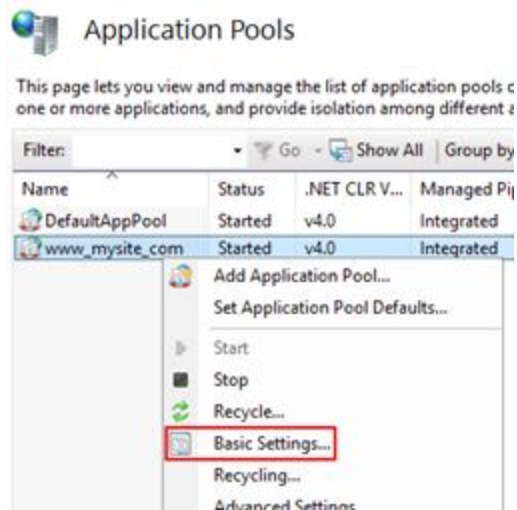 Application Pools
This page lets you view and manage the list of application pools
one or more applications, and provide isolation among different
Filter: Go Show All Group by
Name Status .NET CLR V... Managed
DefaultAppPool Started v4.0 Integrated
www_mysite_com Started v4.0 Integrated
Add Application Pool...
Set Application Pool Defaults...
Start
Stop
Recycle...
Basic Settings...
Recycling...
Advanced Settings